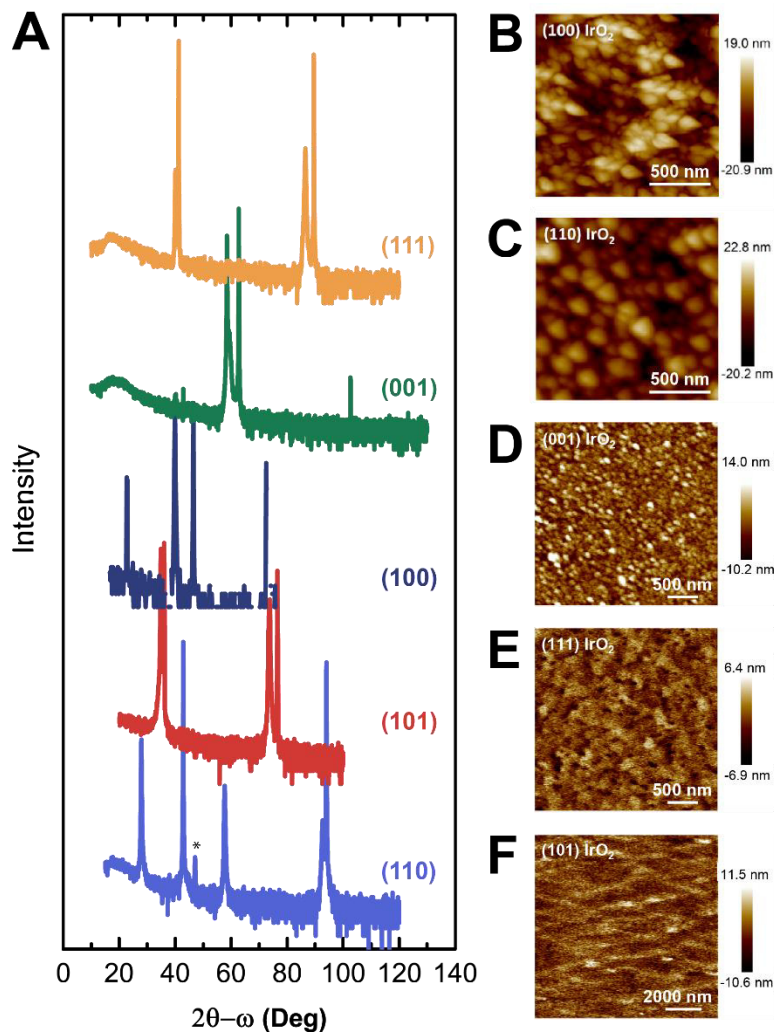 A
Intensity
(111)
(001)
(100)
(101)
*
(110)
0 20 40 60 80 100 120 140
2θ–ω (Deg)
B
(100) IrO₂
500 nm
19.0 nm
-20.9 nm
C
(110) IrO₂
500 nm
22.8 nm
-20.2 nm
D
(001) IrO₂
500 nm
14.0 nm
-10.2 nm
E
(111) IrO₂
500 nm
6.4 nm
-6.9 nm
F
(101) IrO₂
2000 nm
11.5 nm
-10.6 nm